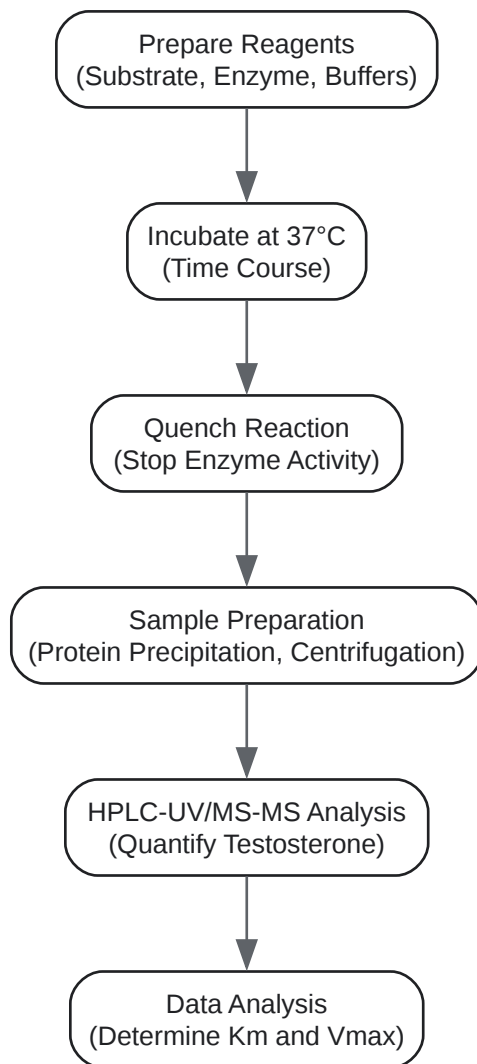 Prepare Reagents
(Substrate, Enzyme, Buffers)
Incubate at 37°C
(Time Course)
Quench Reaction
(Stop Enzyme Activity)
Sample Preparation
(Protein Precipitation, Centrifugation)
HPLC-UV/MS-MS Analysis
(Quantify Testosterone)
Data Analysis
(Determine Km and Vmax)